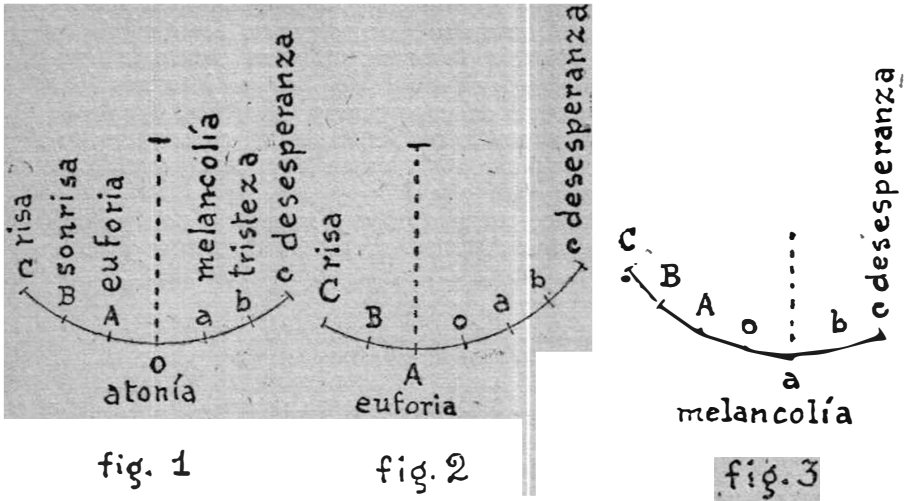 C risa
B sonrisa
A euforia
a melancolía
b tristeza
c desesperanza
o
atonía
fig. 1
C risa
B
o
a
b
c desesperanza
A
euforia
fig. 2
C
B
A
o
b
c desesperanza
a
melancolía
fig. 3